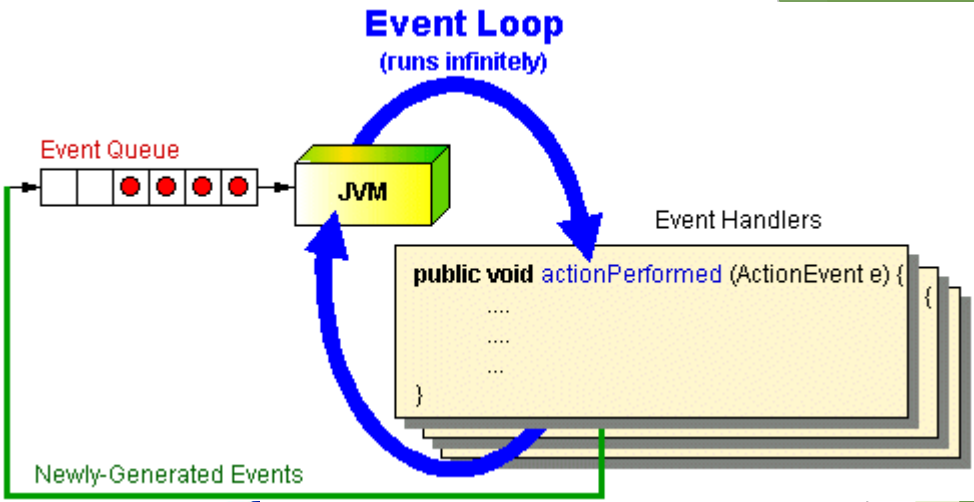 Event Loop
(runs infinitely)
Event Queue
JVM
Event Handlers
public void actionPerformed (ActionEvent e) {
{
....
....
...
}
Newly-Generated Events